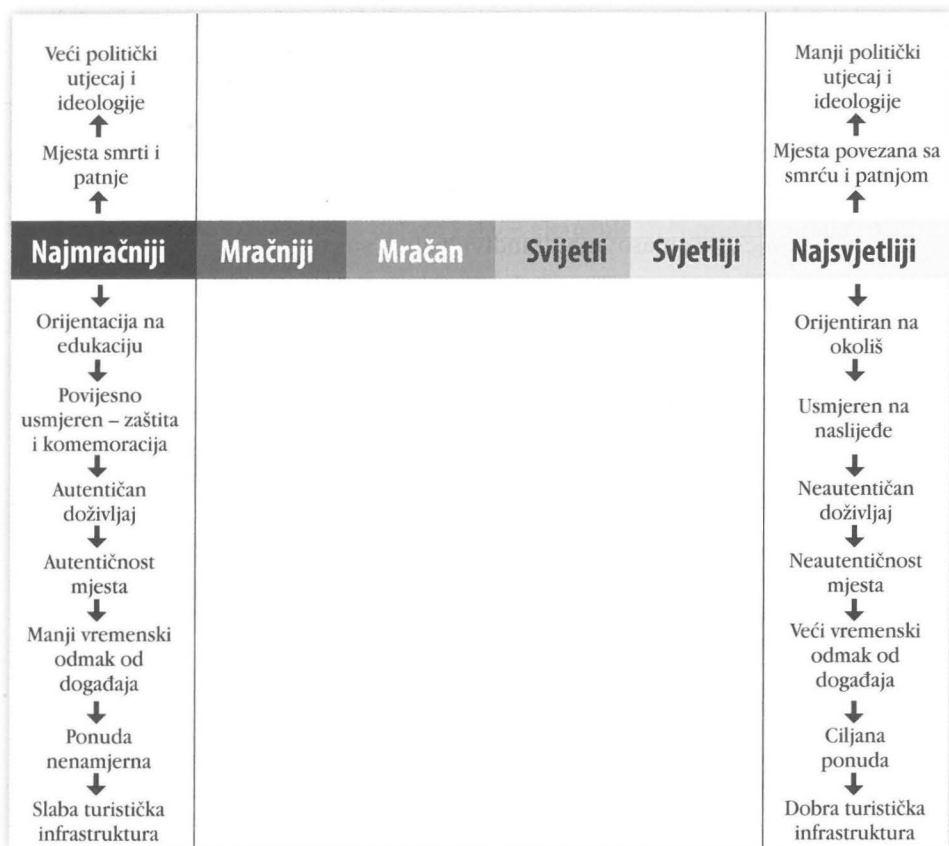 Veći politički
utjecaj i
ideologije
Mjesta smrti i
patnje
Manji politički
utjecaj i
ideologije
Mjesta povezana sa
smrću i patnjom
Najmračniji
Mračniji
Mračan
Svijetli
Svjetliji
Najsvjetliji
Orijentacija na
edukaciju
Povijesno
usmjeren – zaštita
i komemoracija
Autentičan
doživljaj
Autentičnost
mjesta
Manji vremenski
odmak od
događaja
Ponuda
nenamjerna
Slaba turistička
infrastruktura
Orijentiran na
okoliš
Usmjeren na
naslijeđe
Neautentičan
doživljaj
Neautentičnost
mjesta
Veći vremenski
odmak od
događaja
Ciljana
ponuda
Dobra turistička
infrastruktura